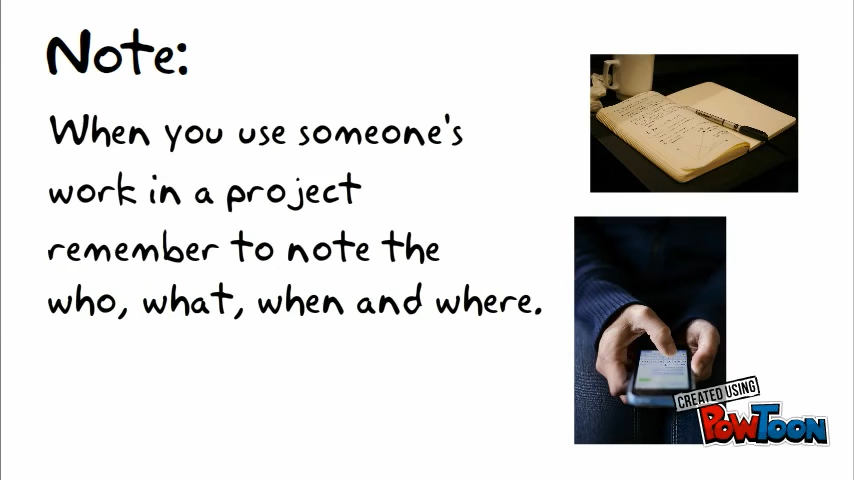 Note:
When you use someone's
work in a project
remember to note the
who, what, when and where.
CREATED USING
POWTOON